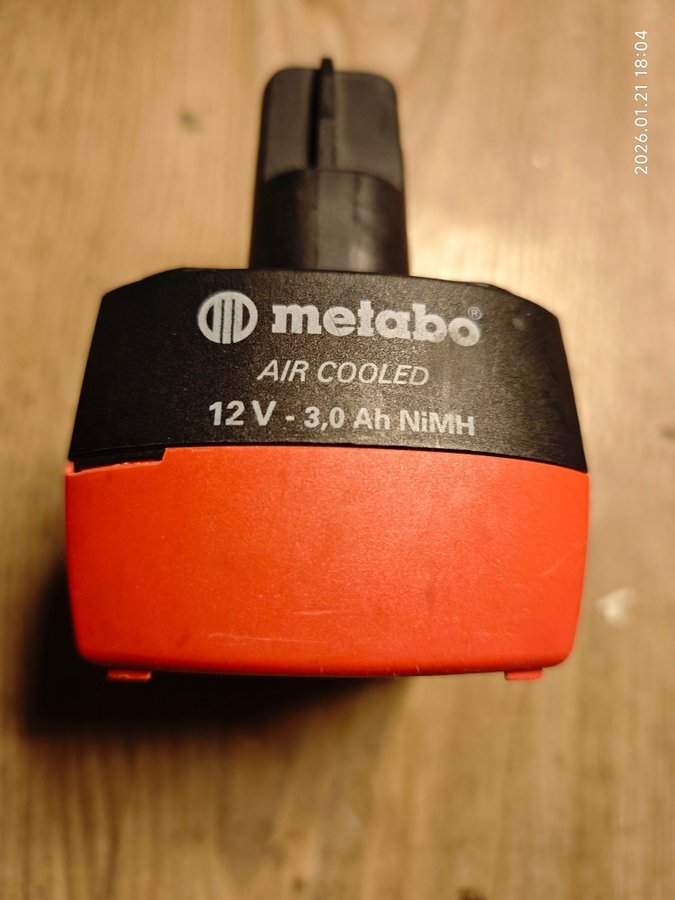 2026.01.21 18:04
metabo®
AIR COOLED
12 V - 3,0 Ah NiMH